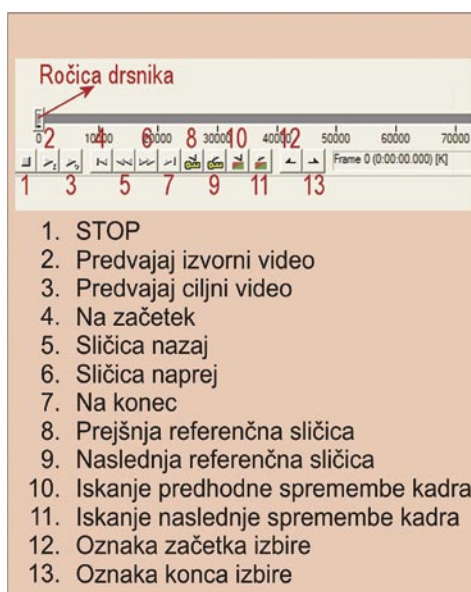 Ročica drsnika
0 10000 20000 30000 40000 50000 60000 70000
2 4 6 8 10 12
Frame 0 (0:00:00.000) [K]
1 3 5 7 9 11 13
1. STOP
2. Predvajaj izvorni video
3. Predvajaj ciljni video
4. Na začetek
5. Sličica nazaj
6. Sličica naprej
7. Na konec
8. Prejšnja referenčna sličica
9. Naslednja referenčna sličica
10. Iskanje predhodne spremembe kadra
11. Iskanje naslednje spremembe kadra
12. Oznaka začetka izbire
13. Oznaka konca izbire